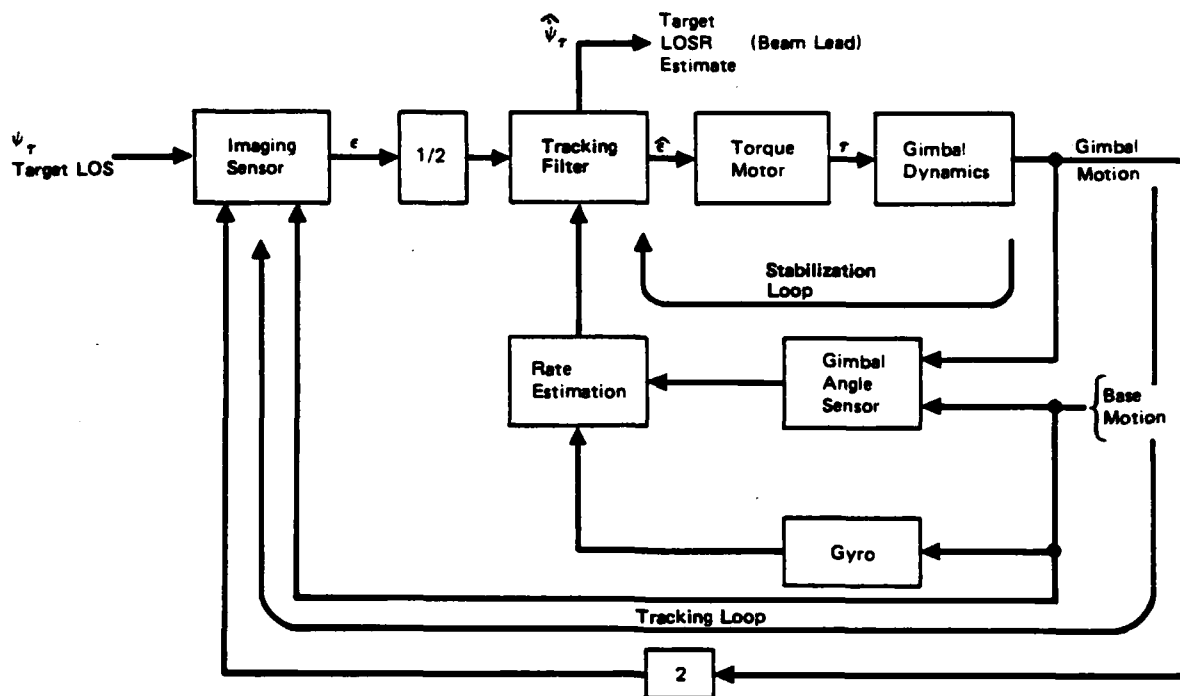 ψ̂̇τ
Target
LOSR (Beam Lead)
Estimate
ψτ
Target LOS
Imaging
Sensor
ϵ
1/2
Tracking
Filter
ϵ̂
Torque
Motor
τ
Gimbal
Dynamics
Gimbal
Motion
Stabilization
Loop
Rate
Estimation
Gimbal
Angle
Sensor
Base
Motion
Gyro
Tracking Loop
2